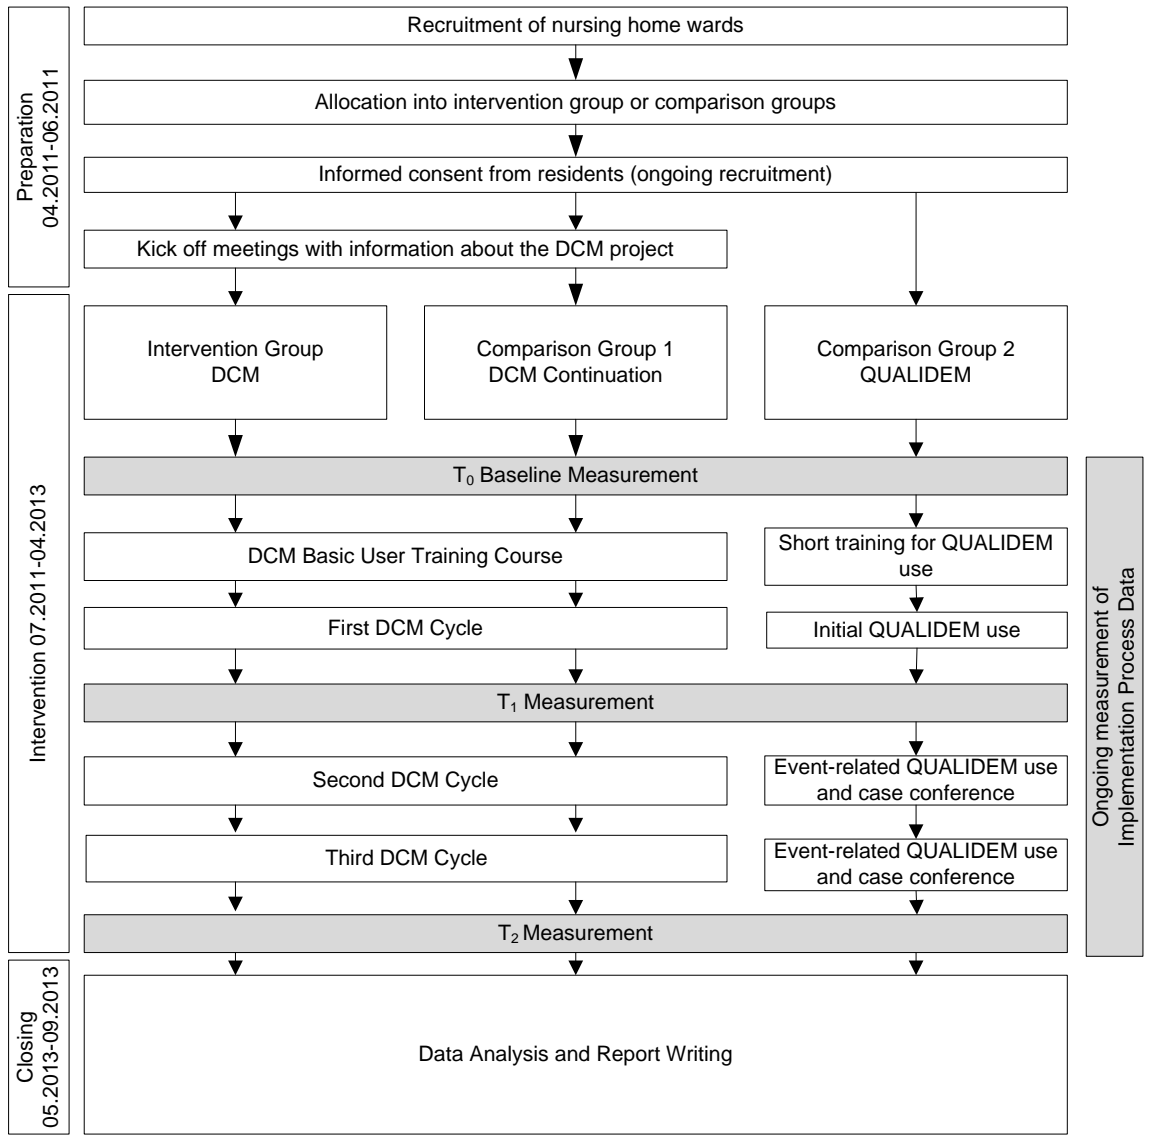 Preparation
04.2011-06.2011
Recruitment of nursing home wards
Allocation into intervention group or comparison groups
Informed consent from residents (ongoing recruitment)
Kick off meetings with information about the DCM project
Intervention 07.2011-04.2013
Intervention Group
DCM
Comparison Group 1
DCM Continuation
Comparison Group 2
QUALIDEM
T₀ Baseline Measurement
DCM Basic User Training Course
Short training for QUALIDEM
use
First DCM Cycle
Initial QUALIDEM use
T₁ Measurement
Second DCM Cycle
Event-related QUALIDEM use
and case conference
Third DCM Cycle
Event-related QUALIDEM use
and case conference
T₂ Measurement
Ongoing measurement of
Implementation Process Data
Closing
05.2013-09.2013
Data Analysis and Report Writing